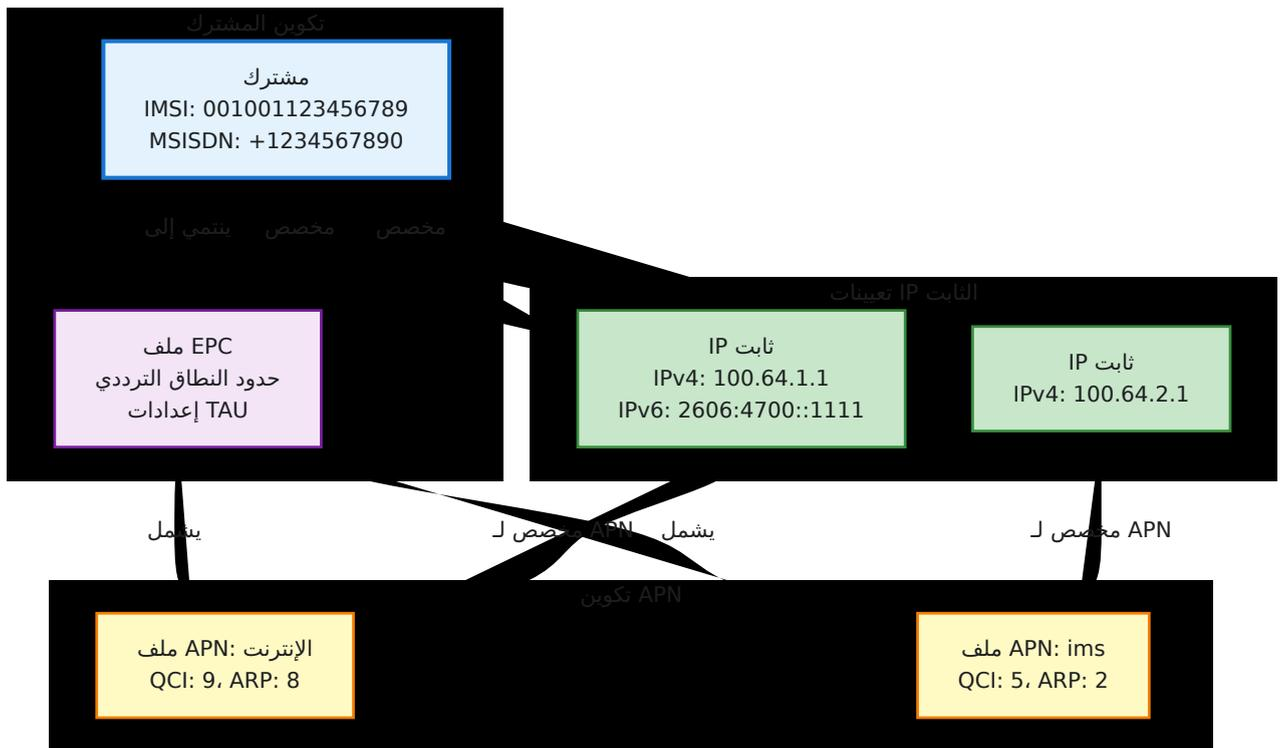 تكوين المشترك
مشترك
IMSI: 001001123456789
MSISDN: +1234567890
ينتمي إلى
مخصص
مخصص
ملف EPC
حدود النطاق الترددي
إعدادات TAU
تعيينات IP الثابت
IP ثابت
IPv4: 100.64.1.1
IPv6: 2606:4700::1111
IP ثابت
IPv4: 100.64.2.1
يشمل
مخصص لـ APN
يشمل
مخصص لـ APN
تكوين APN
ملف APN: الإنترنت
QCI: 9، ARP: 8
ملف APN: ims
QCI: 5، ARP: 2